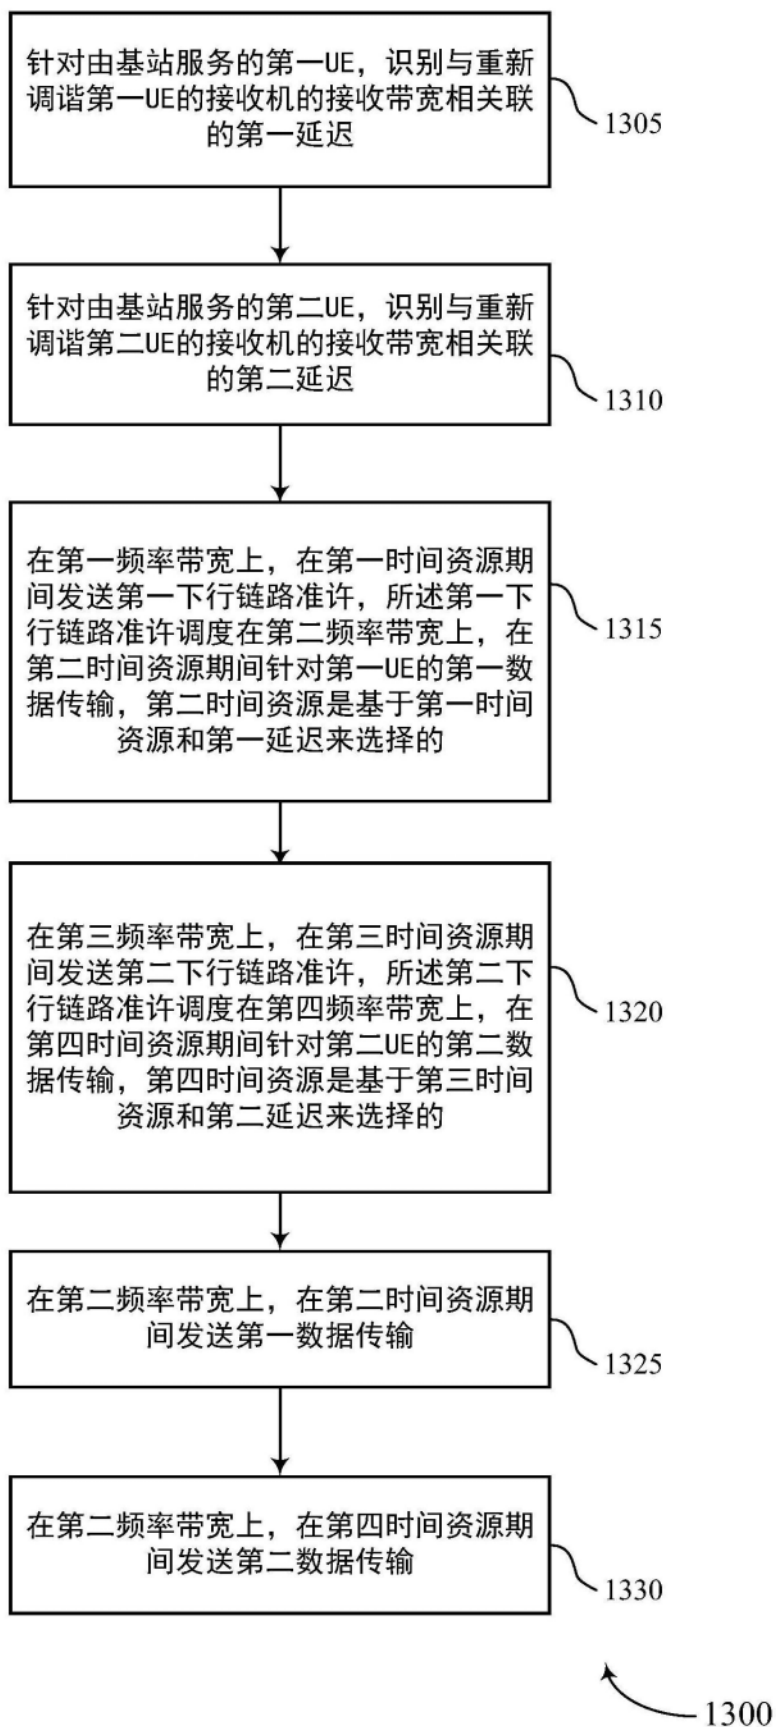 针对由基站服务的第一UE，识别与重新
调谐第一UE的接收机的接收带宽相关联
的第一延迟
1305
针对由基站服务的第二UE，识别与重新
调谐第二UE的接收机的接收带宽相关联
的第二延迟
1310
在第一频率带宽上，在第一时间资源期
间发送第一下行链路准许，所述第一下
行链路准许调度在第二频率带宽上，在
第二时间资源期间针对第一UE的第一数
据传输，第二时间资源是基于第一时间
资源和第一延迟来选择的
1315
在第三频率带宽上，在第三时间资源期
间发送第二下行链路准许，所述第二下
行链路准许调度在第四频率带宽上，在
第四时间资源期间针对第二UE的第二数
据传输，第四时间资源是基于第三时间
资源和第二延迟来选择的
1320
在第二频率带宽上，在第二时间资源期
间发送第一数据传输
1325
在第二频率带宽上，在第四时间资源期
间发送第二数据传输
1330
1300